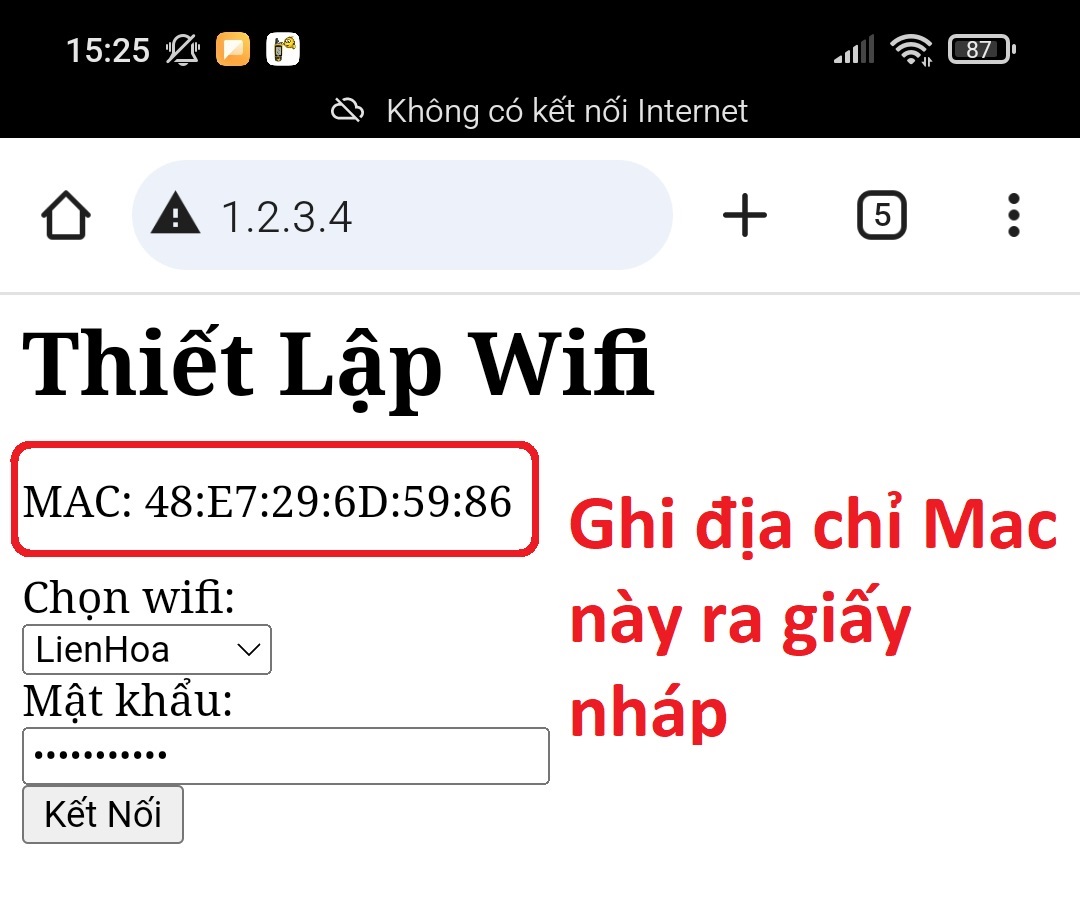 15:25
87
Không có kết nối Internet
1.2.3.4
5
Thiết Lập Wifi
MAC: 48:E7:29:6D:59:86
Ghi địa chỉ Mac
này ra giấy
nháp
Chọn wifi:
LienHoa
Mật khẩu:
•••••••••••
Kết Nối